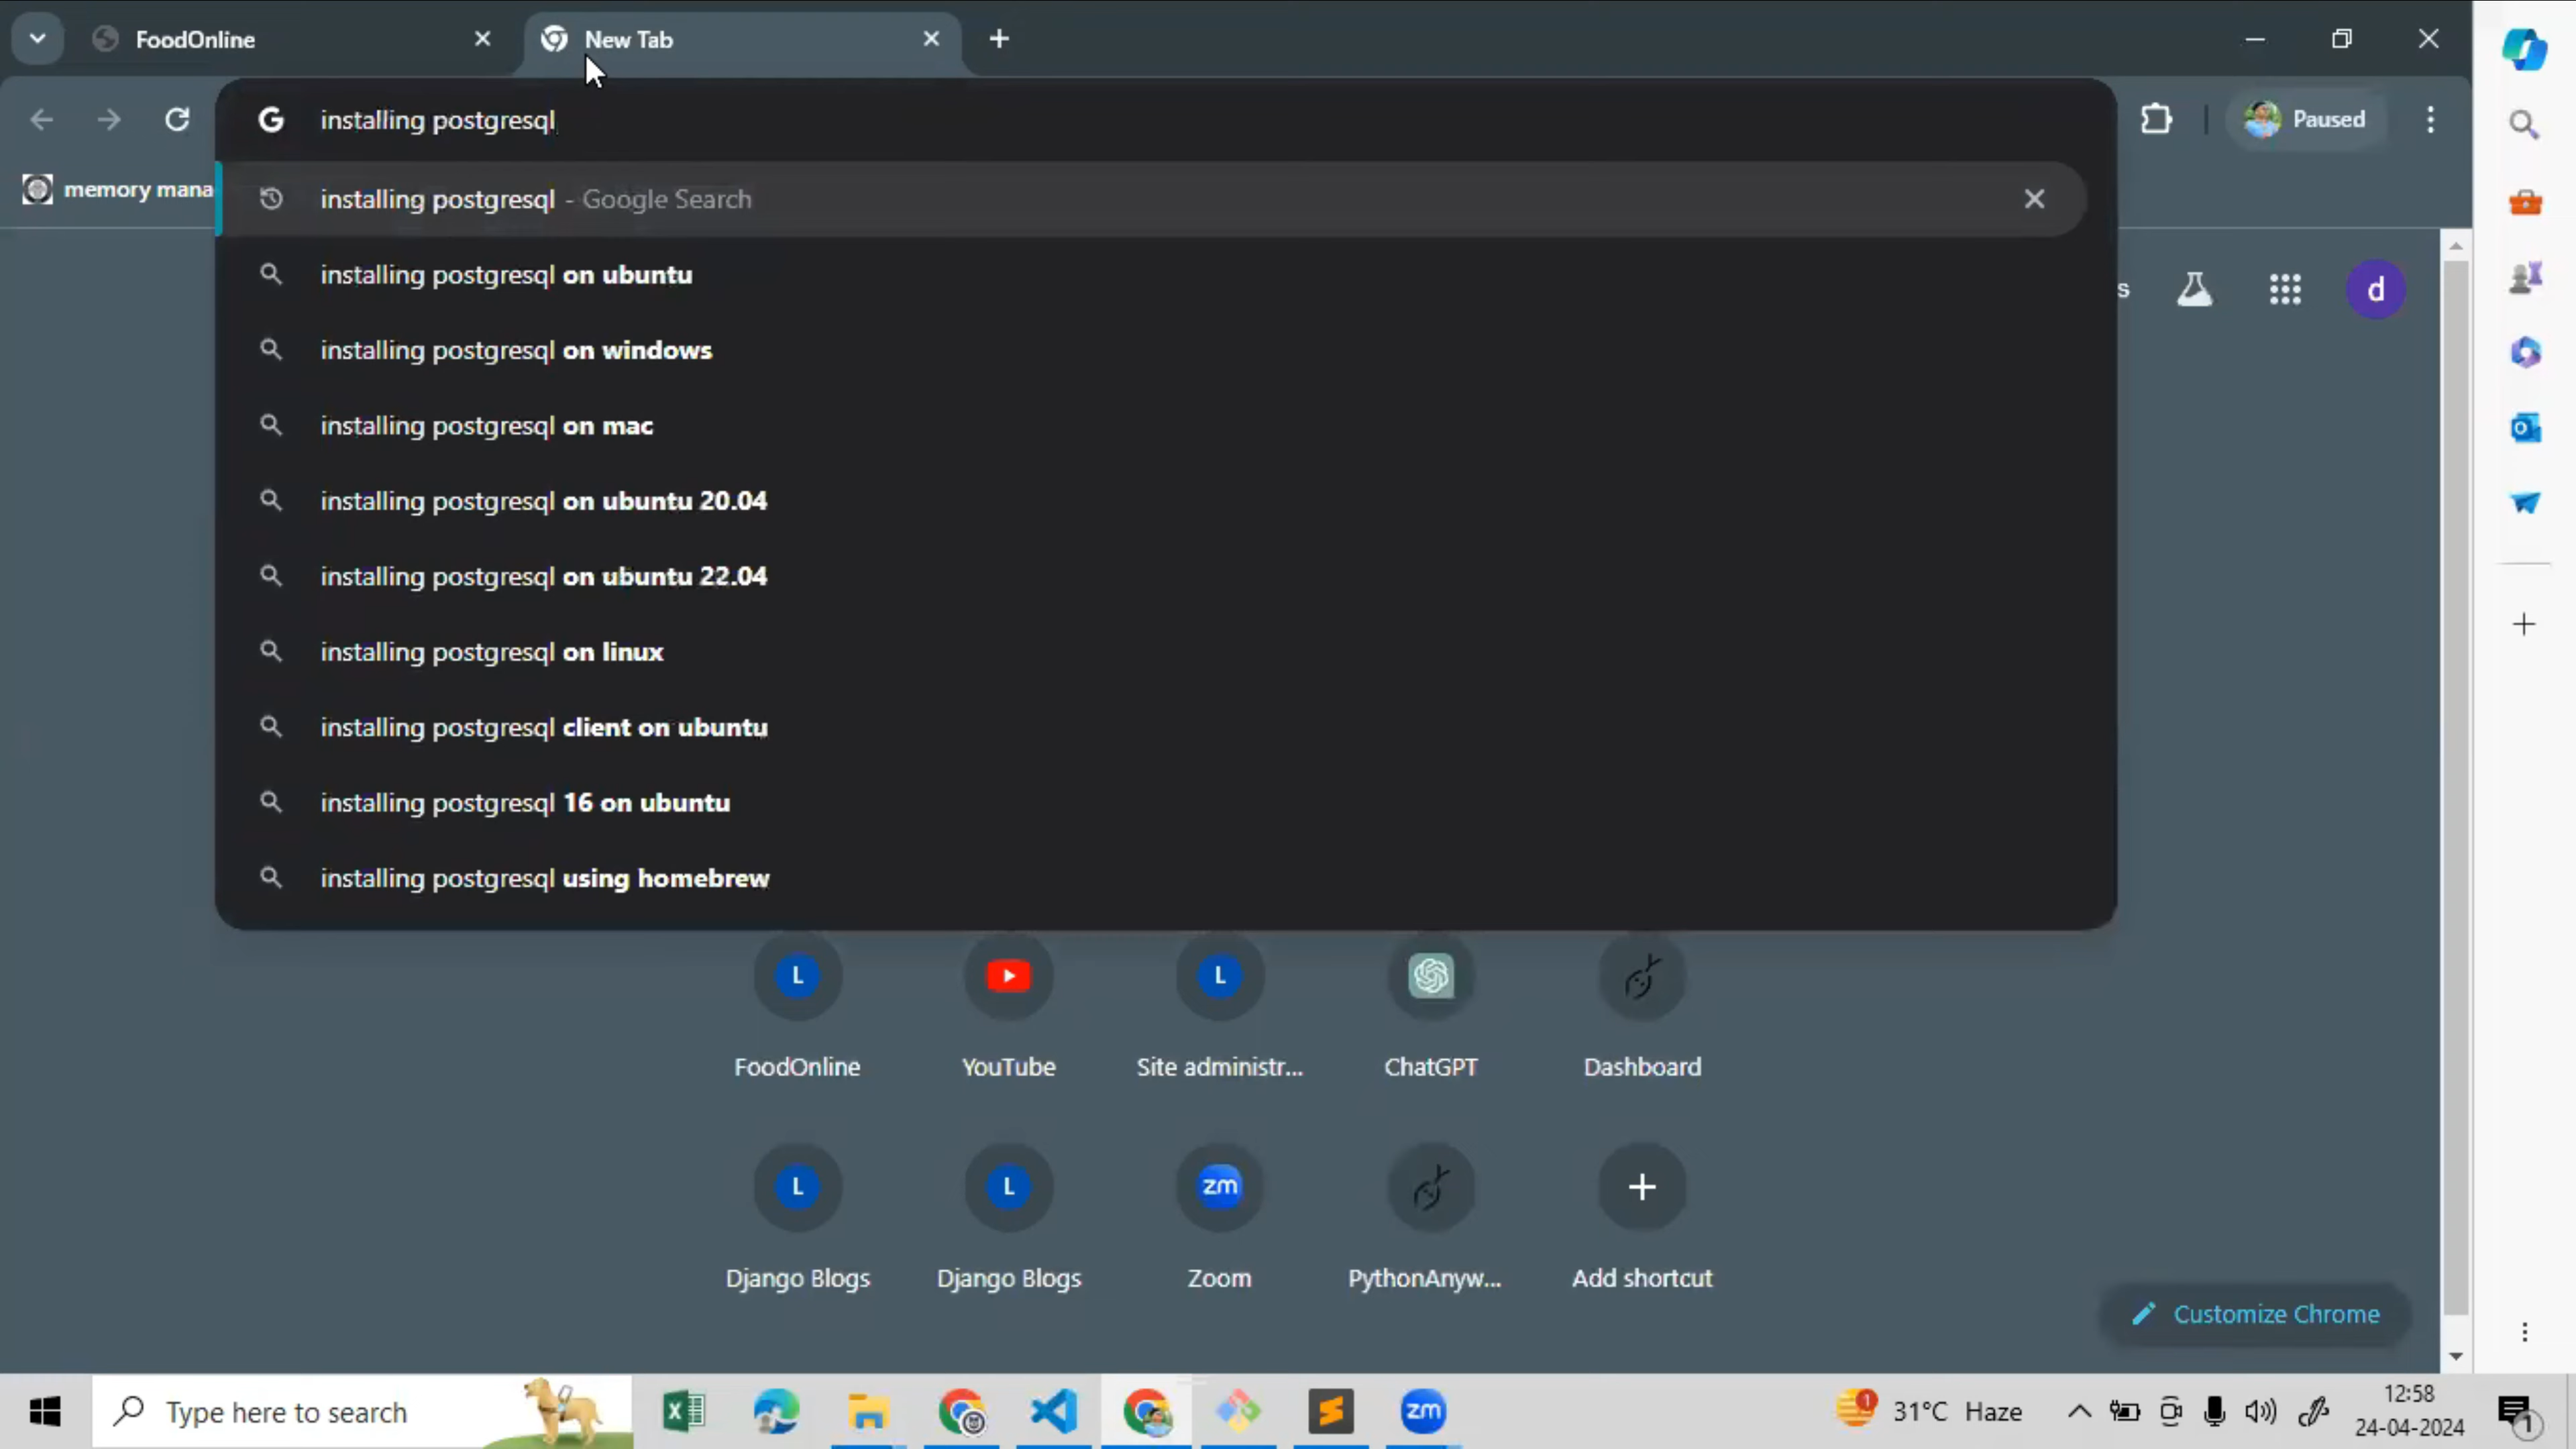 FoodOnline
New Tab
installing postgresql
Paused
memory mana
installing postgresql - Google Search
installing postgresql on ubuntu
s
d
installing postgresql on windows
installing postgresql on mac
installing postgresql on ubuntu 20.04
installing postgresql on ubuntu 22.04
installing postgresql on linux
installing postgresql client on ubuntu
installing postgresql 16 on ubuntu
installing postgresql using homebrew
L
L
FoodOnline
YouTube
Site administr...
ChatGPT
Dashboard
L
L
zm
Django Blogs
Django Blogs
Zoom
PythonAnyw...
Add shortcut
Customize Chrome
Type here to search
zm
1
31°C Haze
12:58
24-04-2024
1